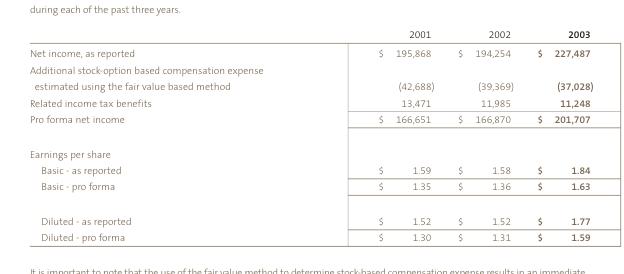 during each of the past three years.
2001 2002 2003
Net income, as reported $ 195,868 $ 194,254 $ 227,487
Additional stock-option based compensation expense
estimated using the fair value based method (42,688) (39,369) (37,028)
Related income tax benefits 13,471 11,985 11,248
Pro forma net income $ 166,651 $ 166,870 $ 201,707
Earnings per share
Basic - as reported $ 1.59 $ 1.58 $ 1.84
Basic - pro forma $ 1.35 $ 1.36 $ 1.63
Diluted - as reported $ 1.52 $ 1.52 $ 1.77
Diluted - pro forma $ 1.30 $ 1.31 $ 1.59
It is important to note that the use of the fair value method to determine stock-based compensation expense results in an immediate